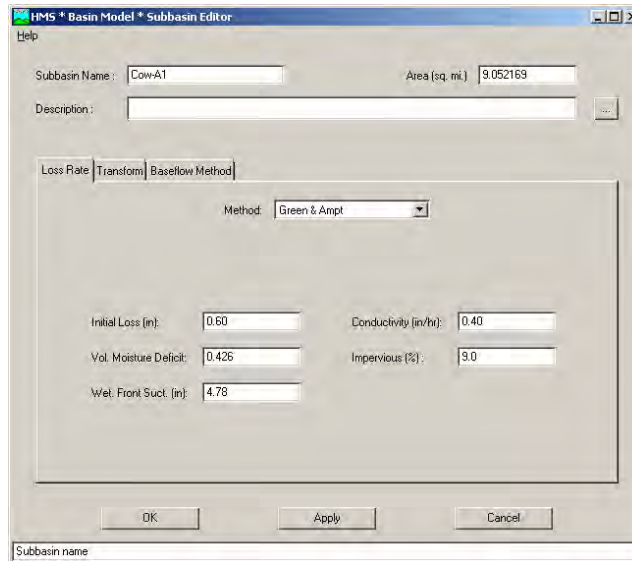 HMS * Basin Model * Subbasin Editor
Help
Subbasin Name : Cow-A1 Area (sq. mi.) 9.052169
Description : ...
Loss Rate Transform Baseflow Method
Method: Green & Ampt
Initial Loss (in): 0.60 Conductivity (in/hr): 0.40
Vol. Moisture Deficit: 0.426 Impervious (%) : 9.0
Wet. Front Suct. (in): 4.78
OK Apply Cancel
Subbasin name